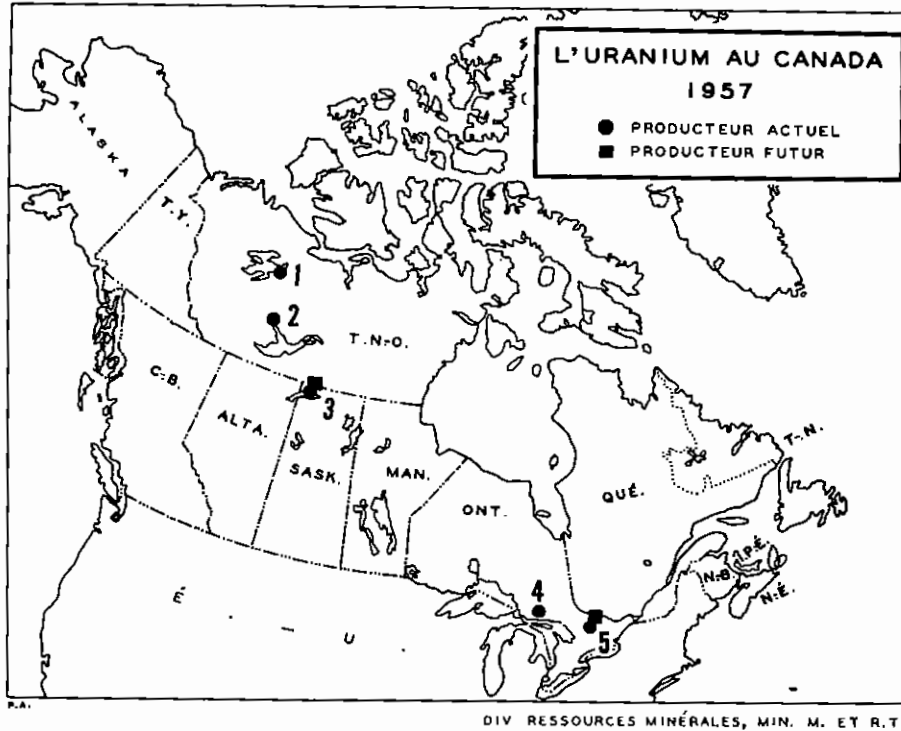 L'URANIUM AU CANADA
1957
● PRODUCTEUR ACTUEL
■ PRODUCTEUR FUTUR
ALASKA
T.Y.
1
2
T.N.-O.
C.-B.
ALTA.
3
SASK.
MAN.
ONT.
QUÉ.
T.-N.
I.P.É.
N.-B.
N.-É.
4
5
É - U
P.A.
DIV RESSOURCES MINÉRALES, MIN. M. ET R.T